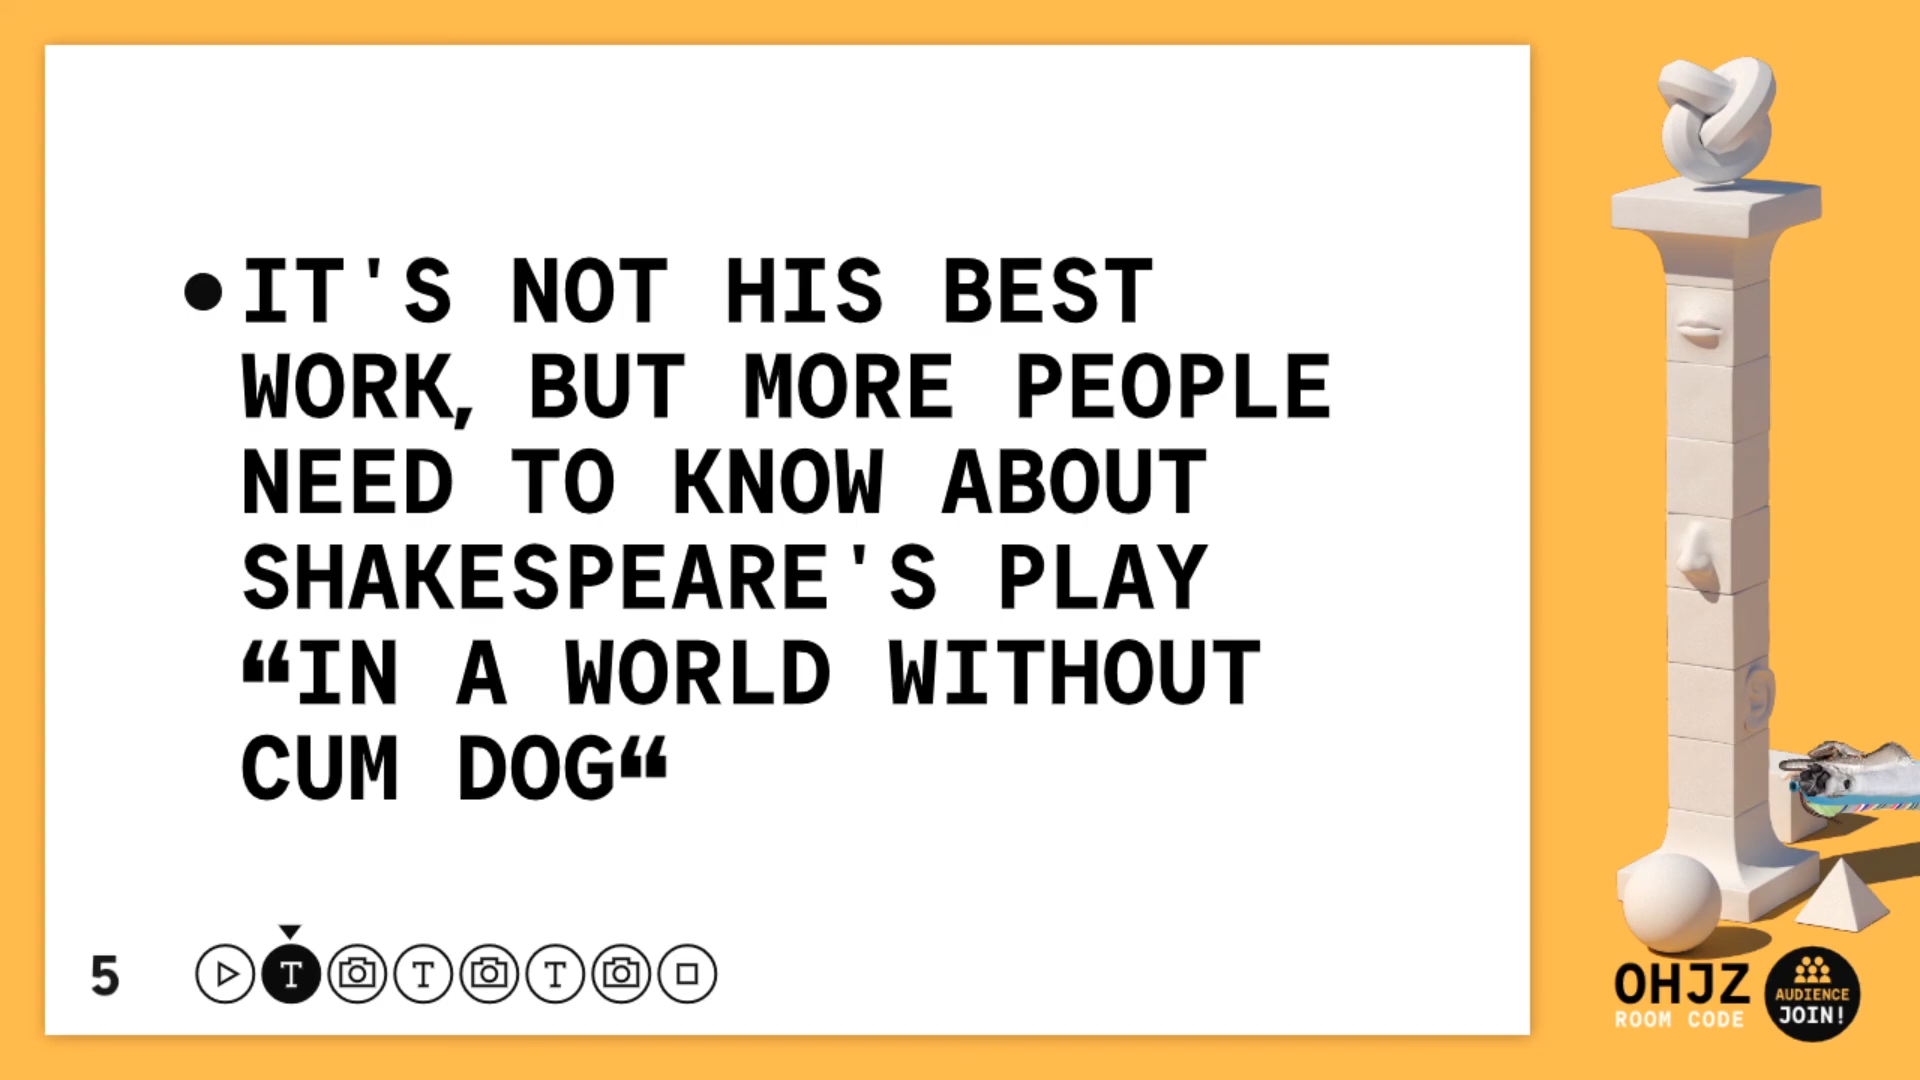 ●IT'S NOT HIS BEST
WORK, BUT MORE PEOPLE
NEED TO KNOW ABOUT
SHAKESPEARE'S PLAY
❝IN A WORLD WITHOUT
CUM DOG❝
5
T
T
T
OHJZ
ROOM CODE
AUDIENCE
JOIN!